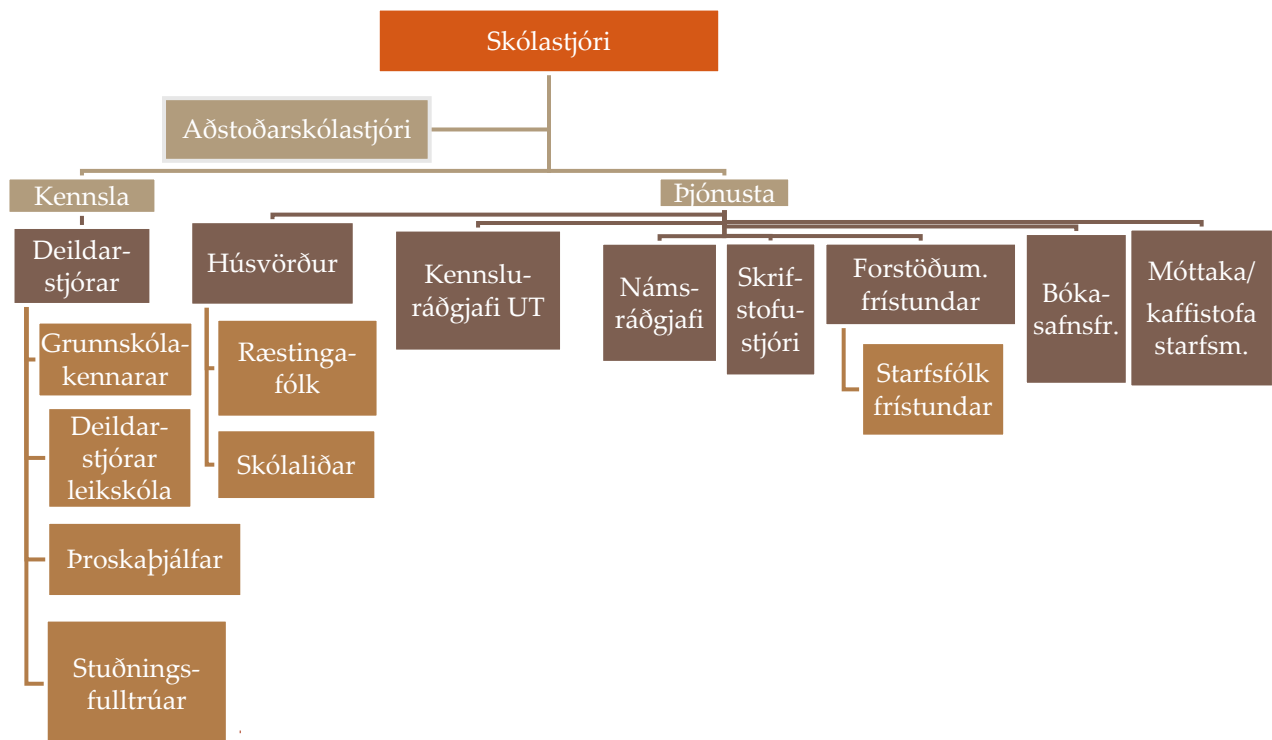 Skólastjóri
Aðstoðarskólastjóri
Kennsla
Þjónusta
Deildar-
stjórar
Húsvörður
Kennslu-
ráðgjafi UT
Náms-
ráðgjafi
Skrif-
stofu-
stjóri
Forstöðum.
frístundar
Bóka-
safnsfr.
Móttaka/
kaffistofa
starfsm.
Grunnskóla-
kennarar
Deildar-
stjórar
leikskóla
Þroskaþjálfar
Stuðnings-
fulltrúar
Ræstinga-
fólk
Skólaliðar
Starfsfólk
frístundar